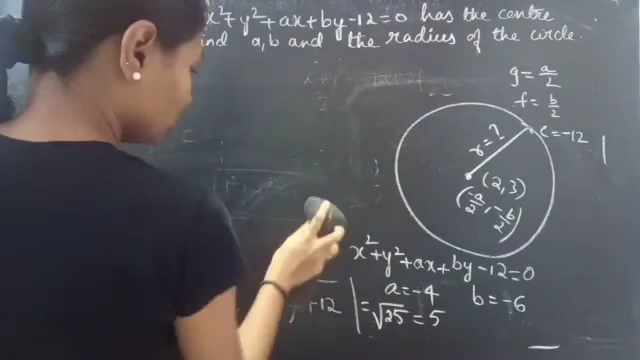 x²+y²+ax+by-12=0 has the centre
find a,b and the radius of the circle.
g = a/2
f = b/2
c = -12
r = ?
(2,3)
(-a/2, -b/2)
x²+y²+ax+by-12=0
a = -4 b = -6
+12 = √25 = 5